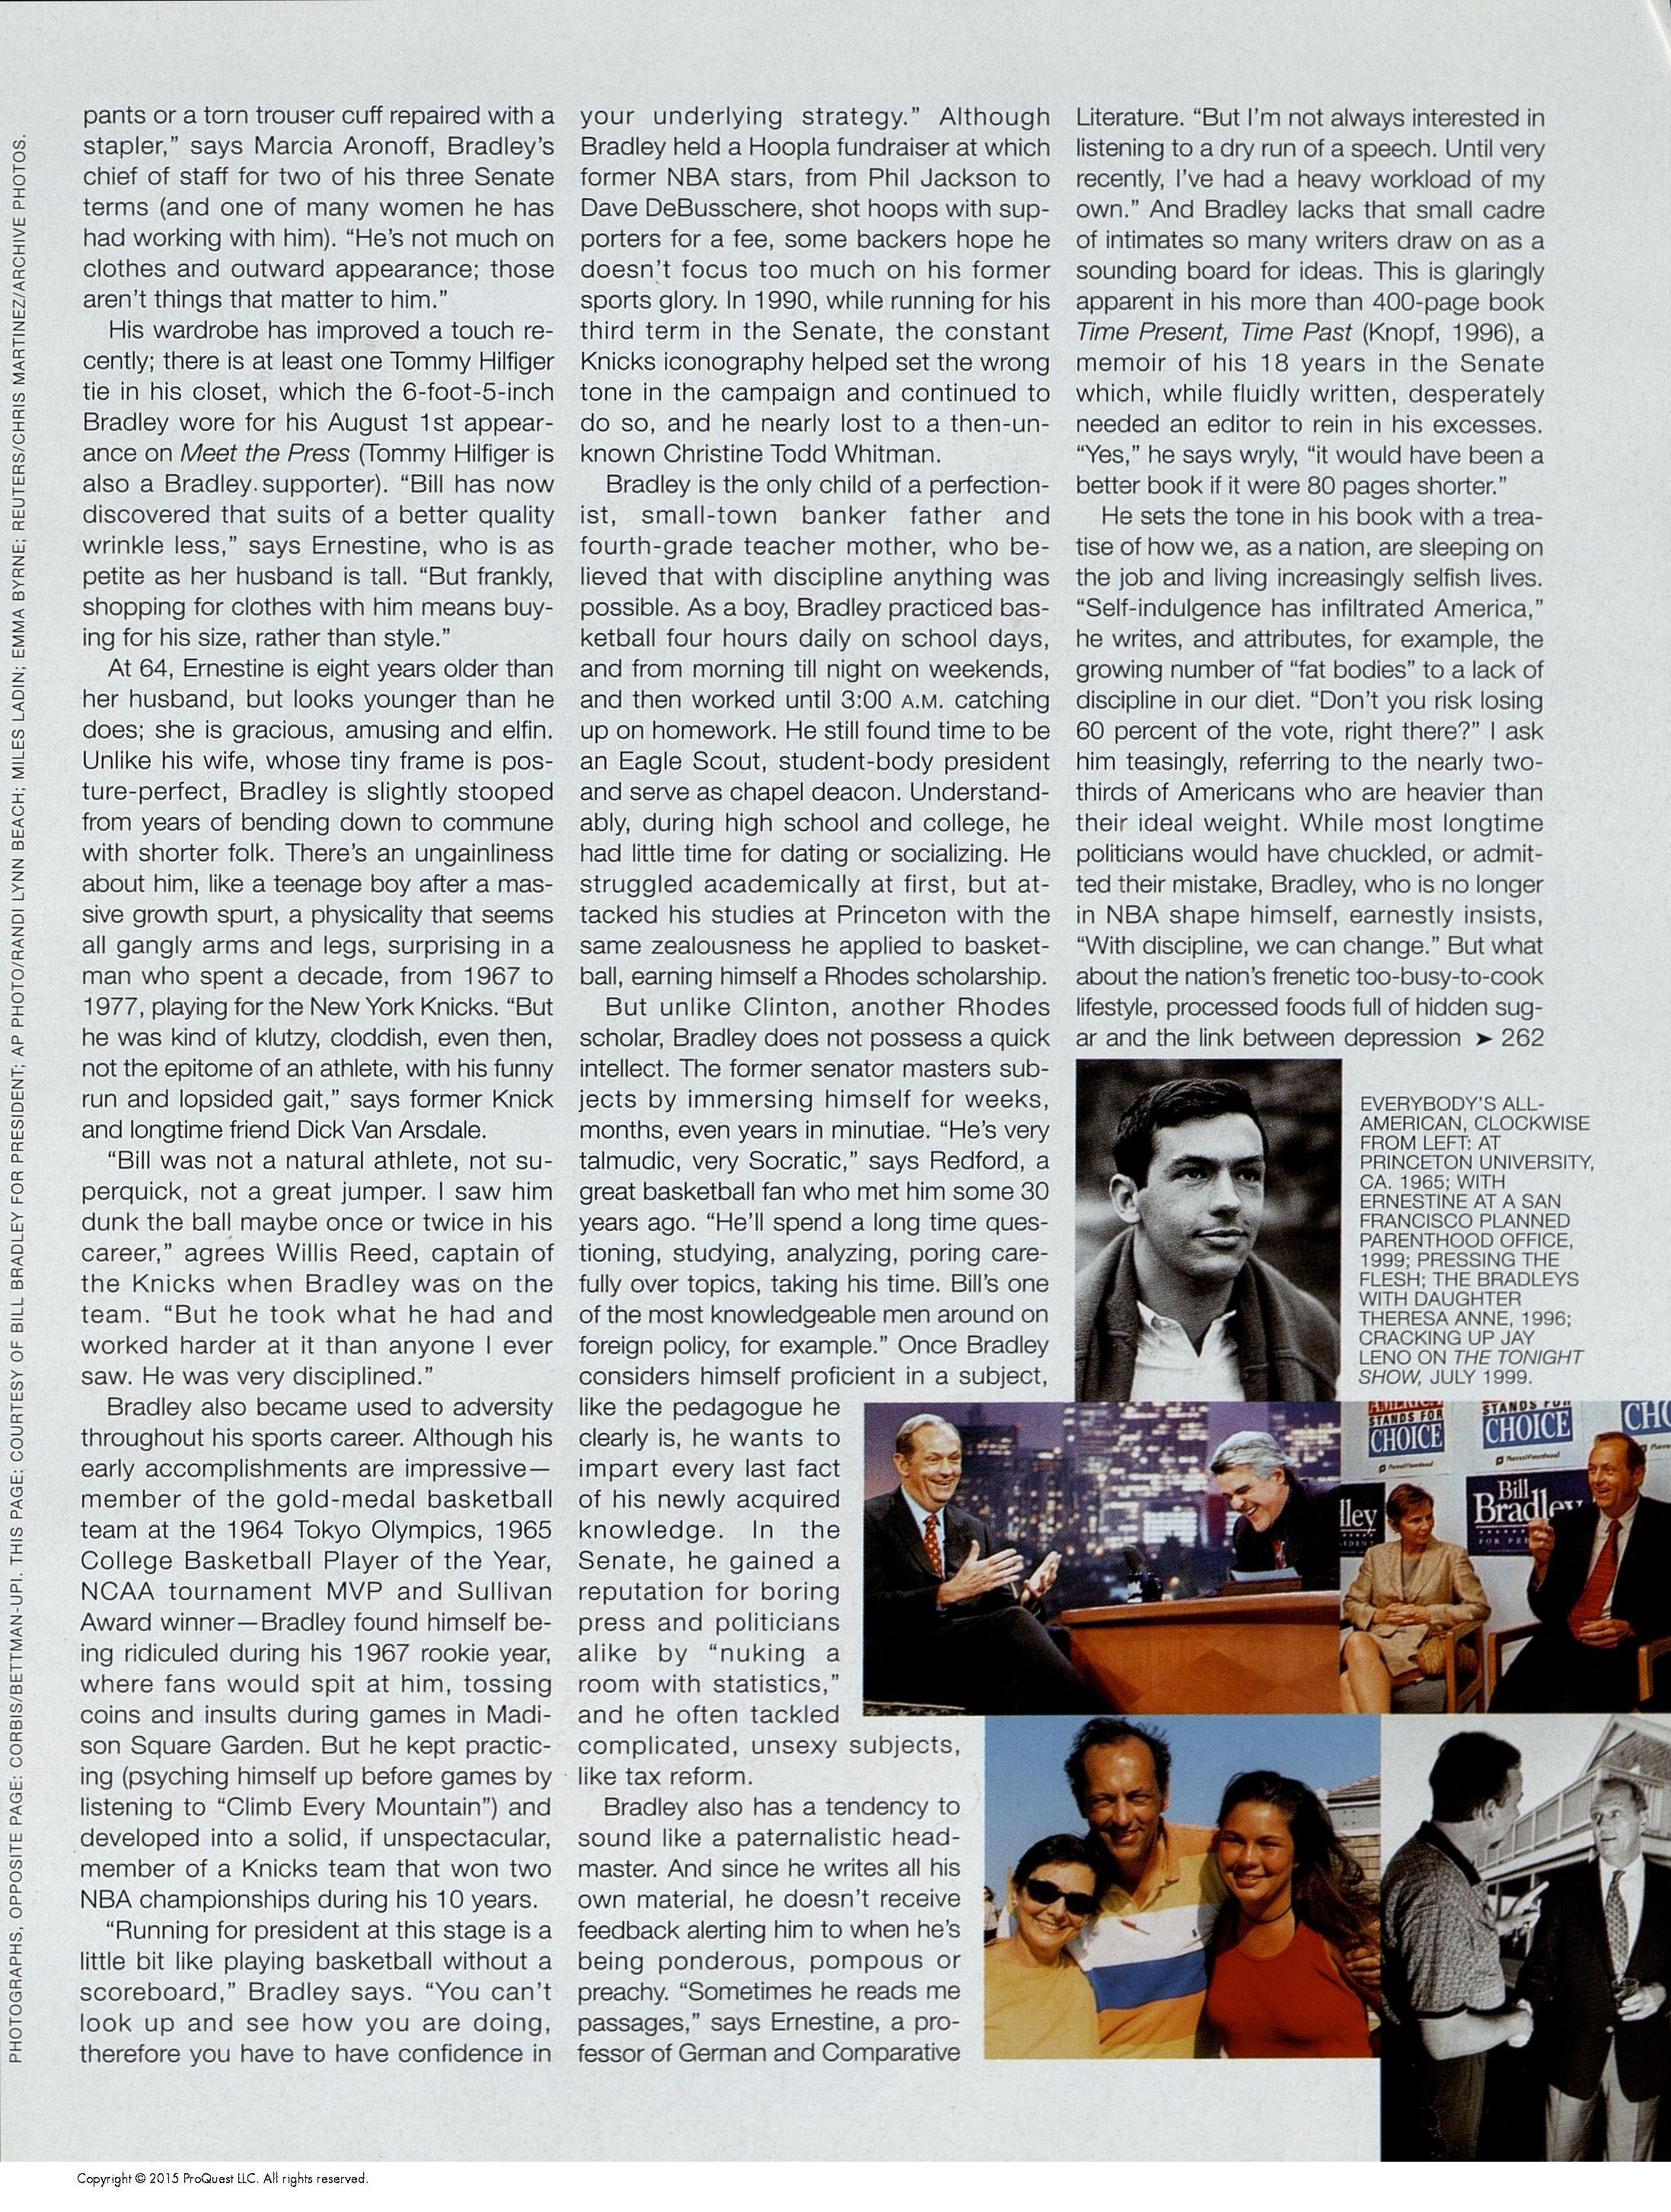 PHOTOGRAPHS, OPPOSITE PAGE: CORBIS/BETTMAN-UPI. THIS PAGE: COURTESY OF BILL BRADLEY FOR PRESIDENT; AP PHOTO/RANDI LYNN BEACH; MILES LADIN; EMMA BYRNE; REUTERS/CHRIS MARTINEZ/ARCHIVE PHOTOS.
pants or a torn trouser cuff repaired with a
stapler,” says Marcia Aronoff, Bradley’s
chief of staff for two of his three Senate
terms (and one of many women he has
had working with him). “He’s not much on
clothes and outward appearance; those
aren’t things that matter to him.”
His wardrobe has improved a touch re-
cently; there is at least one Tommy Hilfiger
tie in his closet, which the 6-foot-5-inch
Bradley wore for his August 1st appear-
ance on Meet the Press (Tommy Hilfiger is
also a Bradley supporter). “Bill has now
discovered that suits of a better quality
wrinkle less,” says Ernestine, who is as
petite as her husband is tall. “But frankly,
shopping for clothes with him means buy-
ing for his size, rather than style.”
At 64, Ernestine is eight years older than
her husband, but looks younger than he
does; she is gracious, amusing and elfin.
Unlike his wife, whose tiny frame is pos-
ture-perfect, Bradley is slightly stooped
from years of bending down to commune
with shorter folk. There’s an ungainliness
about him, like a teenage boy after a mas-
sive growth spurt, a physicality that seems
all gangly arms and legs, surprising in a
man who spent a decade, from 1967 to
1977, playing for the New York Knicks. “But
he was kind of klutzy, cloddish, even then,
not the epitome of an athlete, with his funny
run and lopsided gait,” says former Knick
and longtime friend Dick Van Arsdale.
“Bill was not a natural athlete, not su-
perquick, not a great jumper. I saw him
dunk the ball maybe once or twice in his
career,” agrees Willis Reed, captain of
the Knicks when Bradley was on the
team. “But he took what he had and
worked harder at it than anyone I ever
saw. He was very disciplined.”
Bradley also became used to adversity
throughout his sports career. Although his
early accomplishments are impressive—
member of the gold-medal basketball
team at the 1964 Tokyo Olympics, 1965
College Basketball Player of the Year,
NCAA tournament MVP and Sullivan
Award winner—Bradley found himself be-
ing ridiculed during his 1967 rookie year,
where fans would spit at him, tossing
coins and insults during games in Madi-
son Square Garden. But he kept practic-
ing (psyching himself up before games by
listening to “Climb Every Mountain”) and
developed into a solid, if unspectacular,
member of a Knicks team that won two
NBA championships during his 10 years.
“Running for president at this stage is a
little bit like playing basketball without a
scoreboard,” Bradley says. “You can’t
look up and see how you are doing,
therefore you have to have confidence in
your underlying strategy.” Although
Bradley held a Hoopla fundraiser at which
former NBA stars, from Phil Jackson to
Dave DeBusschere, shot hoops with sup-
porters for a fee, some backers hope he
doesn’t focus too much on his former
sports glory. In 1990, while running for his
third term in the Senate, the constant
Knicks iconography helped set the wrong
tone in the campaign and continued to
do so, and he nearly lost to a then-un-
known Christine Todd Whitman.
Bradley is the only child of a perfection-
ist, small-town banker father and
fourth-grade teacher mother, who be-
lieved that with discipline anything was
possible. As a boy, Bradley practiced bas-
ketball four hours daily on school days,
and from morning till night on weekends,
and then worked until 3:00 A.M. catching
up on homework. He still found time to be
an Eagle Scout, student-body president
and serve as chapel deacon. Understand-
ably, during high school and college, he
had little time for dating or socializing. He
struggled academically at first, but at-
tacked his studies at Princeton with the
same zealousness he applied to basket-
ball, earning himself a Rhodes scholarship.
But unlike Clinton, another Rhodes
scholar, Bradley does not possess a quick
intellect. The former senator masters sub-
jects by immersing himself for weeks,
months, even years in minutiae. “He’s very
talmudic, very Socratic,” says Redford, a
great basketball fan who met him some 30
years ago. “He’ll spend a long time ques-
tioning, studying, analyzing, poring care-
fully over topics, taking his time. Bill’s one
of the most knowledgeable men around on
foreign policy, for example.” Once Bradley
considers himself proficient in a subject,
like the pedagogue he
clearly is, he wants to
impart every last fact
of his newly acquired
knowledge. In the
Senate, he gained a
reputation for boring
press and politicians
alike by “nuking a
room with statistics,”
and he often tackled
complicated, unsexy subjects,
like tax reform.
Bradley also has a tendency to
sound like a paternalistic head-
master. And since he writes all his
own material, he doesn’t receive
feedback alerting him to when he’s
being ponderous, pompous or
preachy. “Sometimes he reads me
passages,” says Ernestine, a pro-
fessor of German and Comparative
Literature. “But I’m not always interested in
listening to a dry run of a speech. Until very
recently, I’ve had a heavy workload of my
own.” And Bradley lacks that small cadre
of intimates so many writers draw on as a
sounding board for ideas. This is glaringly
apparent in his more than 400-page book
Time Present, Time Past (Knopf, 1996), a
memoir of his 18 years in the Senate
which, while fluidly written, desperately
needed an editor to rein in his excesses.
“Yes,” he says wryly, “it would have been a
better book if it were 80 pages shorter.”
He sets the tone in his book with a trea-
tise of how we, as a nation, are sleeping on
the job and living increasingly selfish lives.
“Self-indulgence has infiltrated America,”
he writes, and attributes, for example, the
growing number of “fat bodies” to a lack of
discipline in our diet. “Don’t you risk losing
60 percent of the vote, right there?” I ask
him teasingly, referring to the nearly two-
thirds of Americans who are heavier than
their ideal weight. While most longtime
politicians would have chuckled, or admit-
ted their mistake, Bradley, who is no longer
in NBA shape himself, earnestly insists,
“With discipline, we can change.” But what
about the nation’s frenetic too-busy-to-cook
lifestyle, processed foods full of hidden sug-
ar and the link between depression ➤ 262
EVERYBODY’S ALL-
AMERICAN, CLOCKWISE
FROM LEFT: AT
PRINCETON UNIVERSITY,
CA. 1965; WITH
ERNESTINE AT A SAN
FRANCISCO PLANNED
PARENTHOOD OFFICE,
1999; PRESSING THE
FLESH; THE BRADLEYS
WITH DAUGHTER
THERESA ANNE, 1996;
CRACKING UP JAY
LENO ON THE TONIGHT
SHOW, JULY 1999.
STANDS FOR
CHOICE
STANDS FOR
CHOICE
Bill
Bradley
Copyright © 2015 ProQuest LLC. All rights reserved.